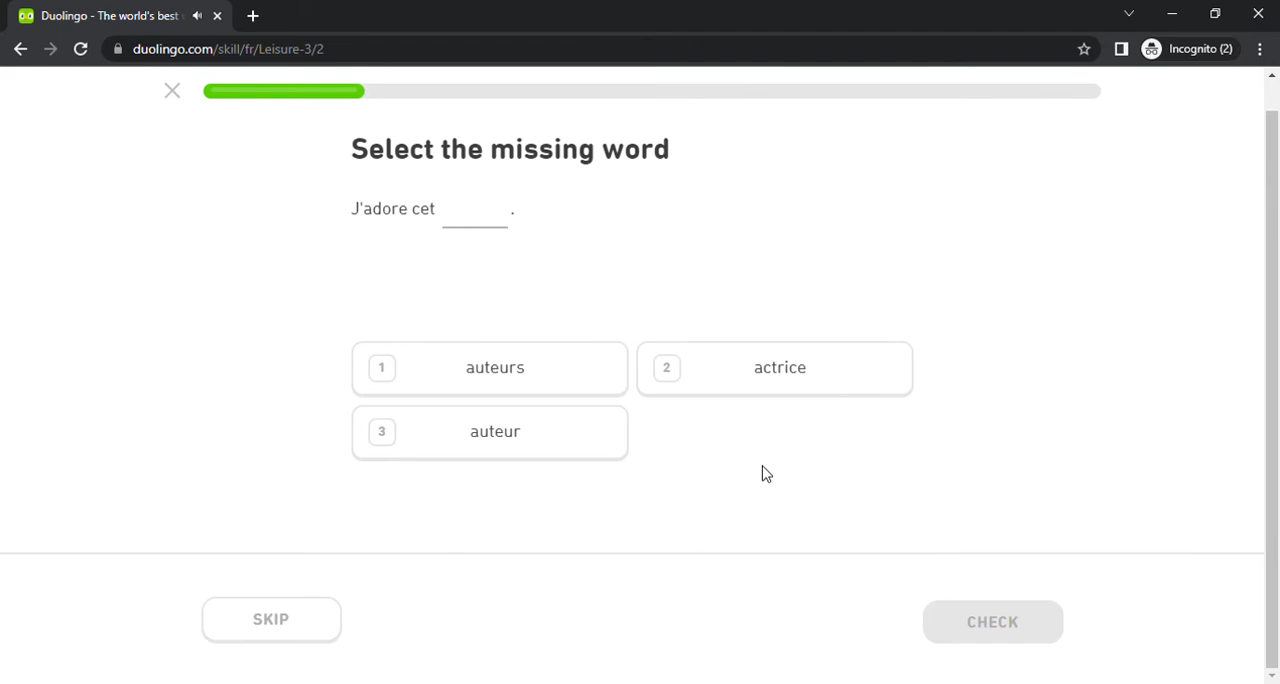 Duolingo - The world's best
duolingo.com/skill/fr/Leisure-3/2
Incognito (2)
Select the missing word
J'adore cet ______ .
1 auteurs
2 actrice
3 auteur
SKIP
CHECK